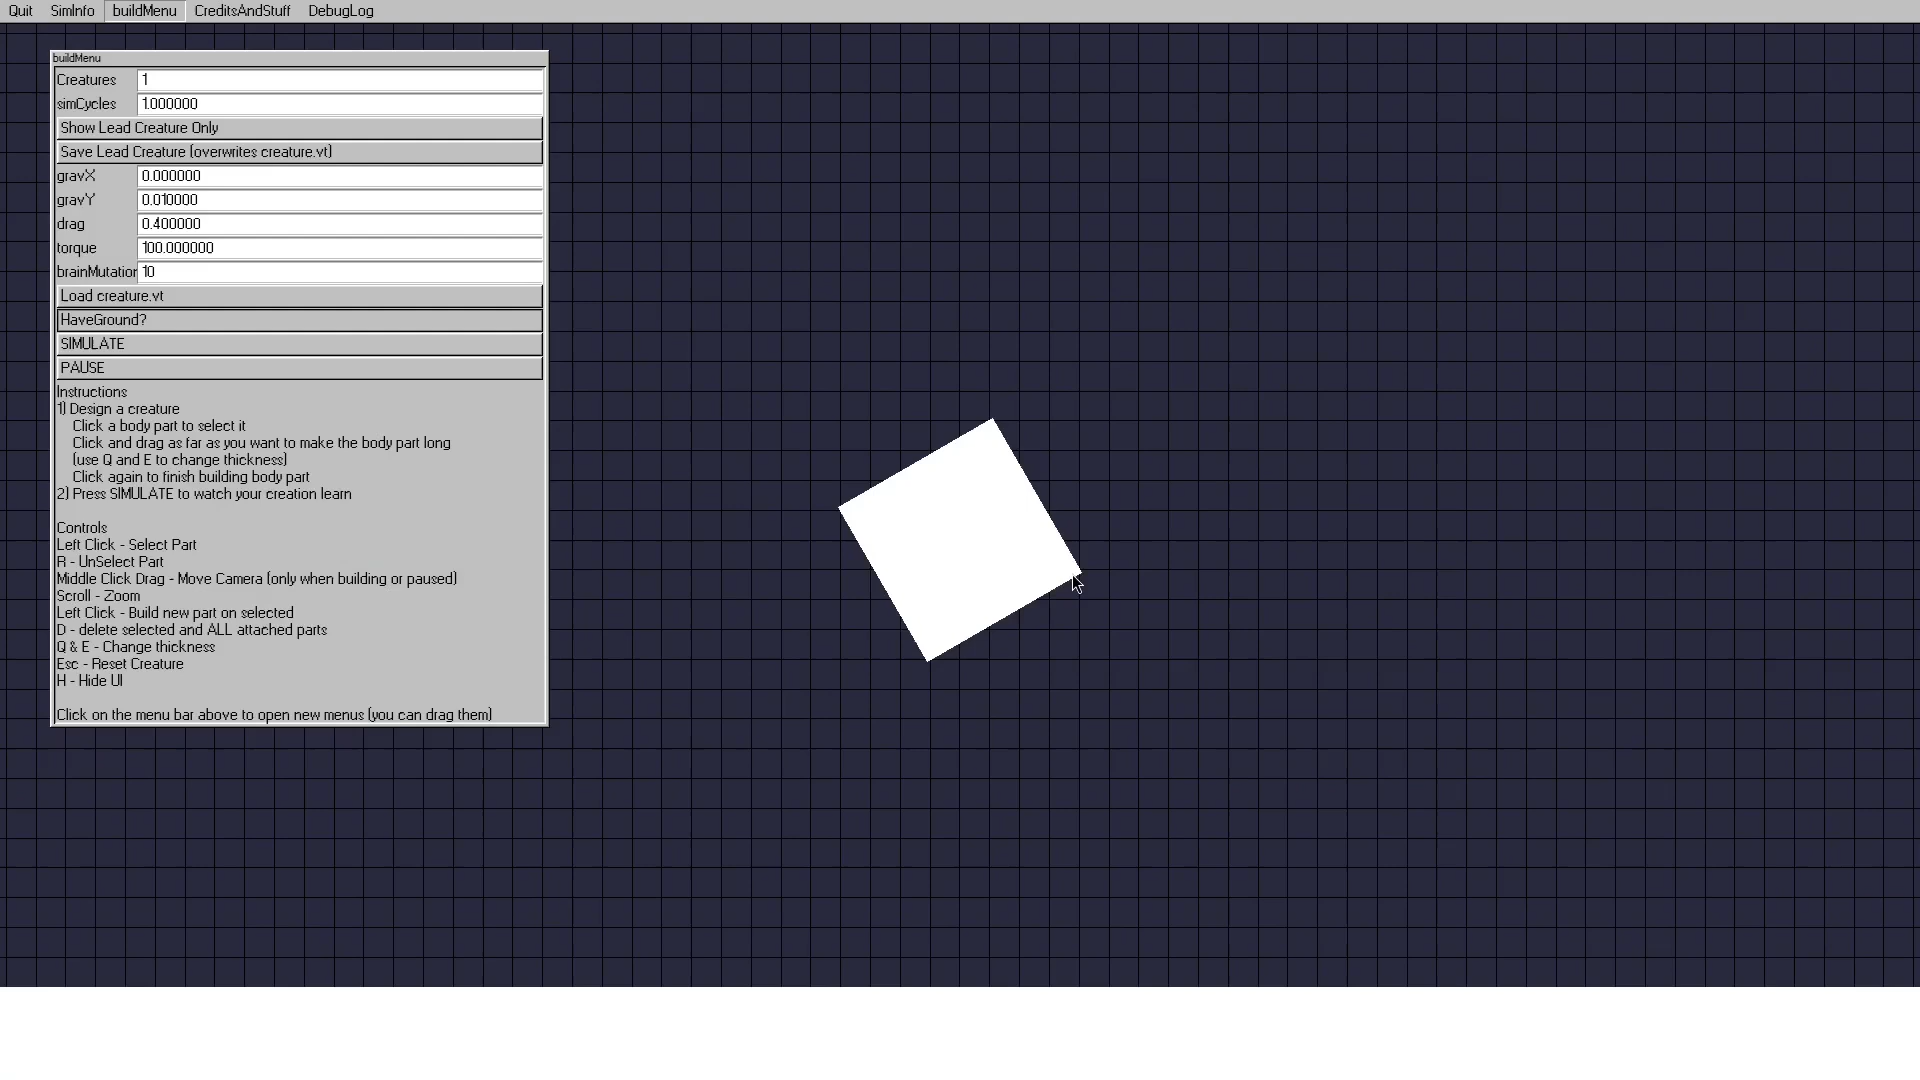 Quit SimInfo buildMenu CreditsAndStuff DebugLog
buildMenu
Creatures 1
simCycles 1.000000
Show Lead Creature Only
Save Lead Creature (overwrites creature.vt)
gravX 0.000000
gravY 0.010000
drag 0.400000
torque 100.000000
brainMutation 10
Load creature.vt
HaveGround?
SIMULATE
PAUSE
Instructions
1) Design a creature
Click a body part to select it
Click and drag as far as you want to make the body part long
(use Q and E to change thickness)
Click again to finish building body part
2) Press SIMULATE to watch your creation learn
Controls
Left Click - Select Part
R - UnSelect Part
Middle Click Drag - Move Camera (only when building or paused)
Scroll - Zoom
Left Click - Build new part on selected
D - delete selected and ALL attached parts
Q & E - Change thickness
Esc - Reset Creature
H - Hide UI
Click on the menu bar above to open new menus (you can drag them)